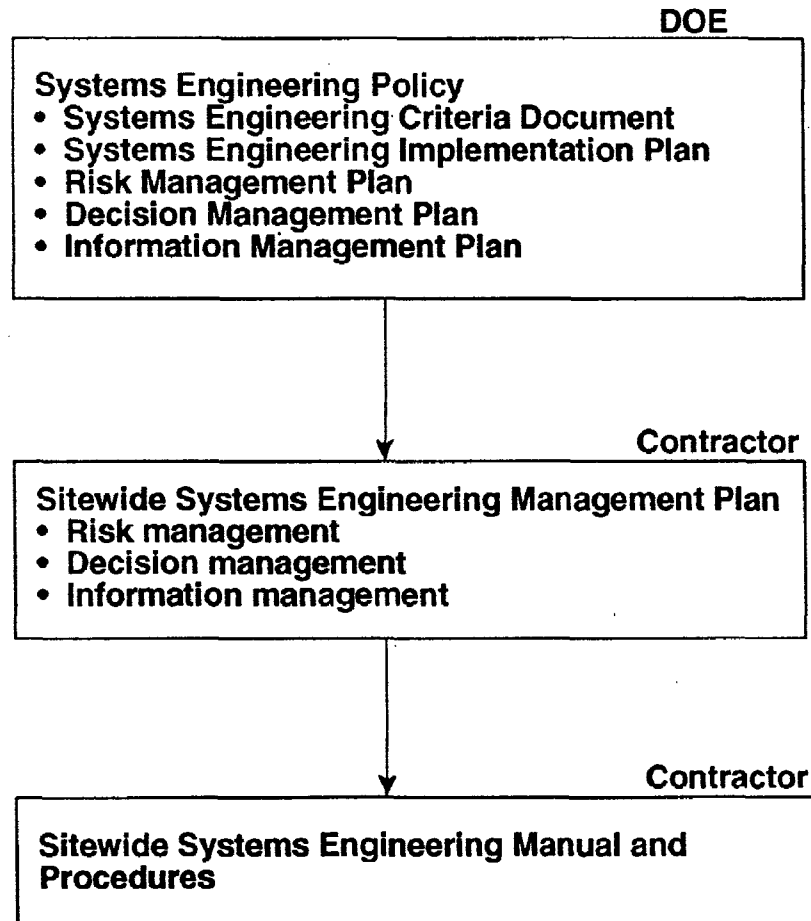 DOE
Systems Engineering Policy
• Systems Engineering Criteria Document
• Systems Engineering Implementation Plan
• Risk Management Plan
• Decision Management Plan
• Information Management Plan
Contractor
Sitewide Systems Engineering Management Plan
• Risk management
• Decision management
• Information management
Contractor
Sitewide Systems Engineering Manual and
Procedures